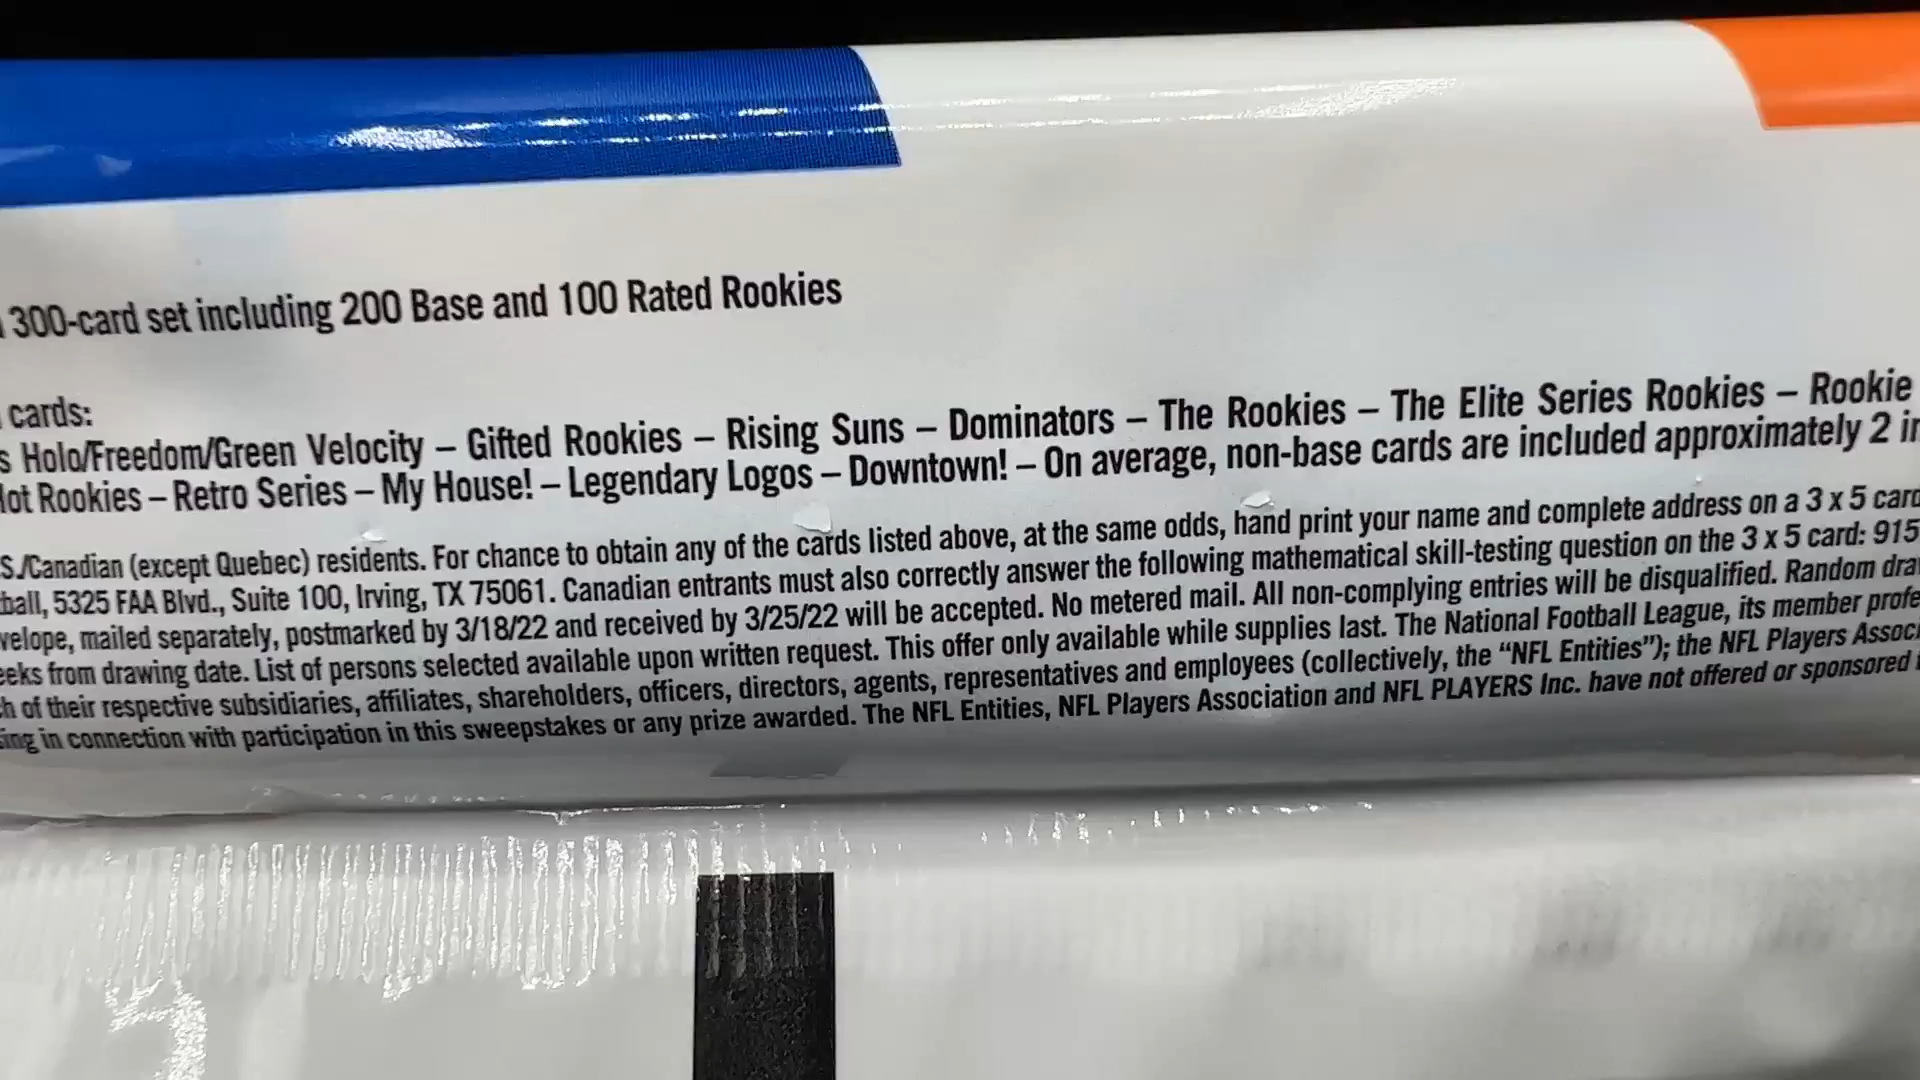 300-card set including 200 Base and 100 Rated Rookies
cards:
Holo/Freedom/Green Velocity – Gifted Rookies – Rising Suns – Dominators – The Rookies – The Elite Series Rookies – Rookie
Rookies – Retro Series – My House! – Legendary Logos – Downtown! – On average, non-base cards are included approximately 2
S./Canadian (except Quebec) residents. For chance to obtain any of the cards listed above, at the same odds, hand print your name and complete address on a 3 x 5 card
5325 FAA Blvd., Suite 100, Irving, TX 75061. Canadian entrants must also correctly answer the following mathematical skill-testing question on the 3 x 5 card: 915
mailed separately, postmarked by 3/18/22 and received by 3/25/22 will be accepted. No metered mail. All non-complying entries will be disqualified. Random
from drawing date. List of persons selected available upon written request. This offer only available while supplies last. The National Football League, its member
of their respective subsidiaries, affiliates, shareholders, officers, directors, agents, representatives and employees (collectively, the “NFL Entities”); the NFL Players
in connection with participation in this sweepstakes or any prize awarded. The NFL Entities, NFL Players Association and NFL PLAYERS Inc. have not offered or sponsored